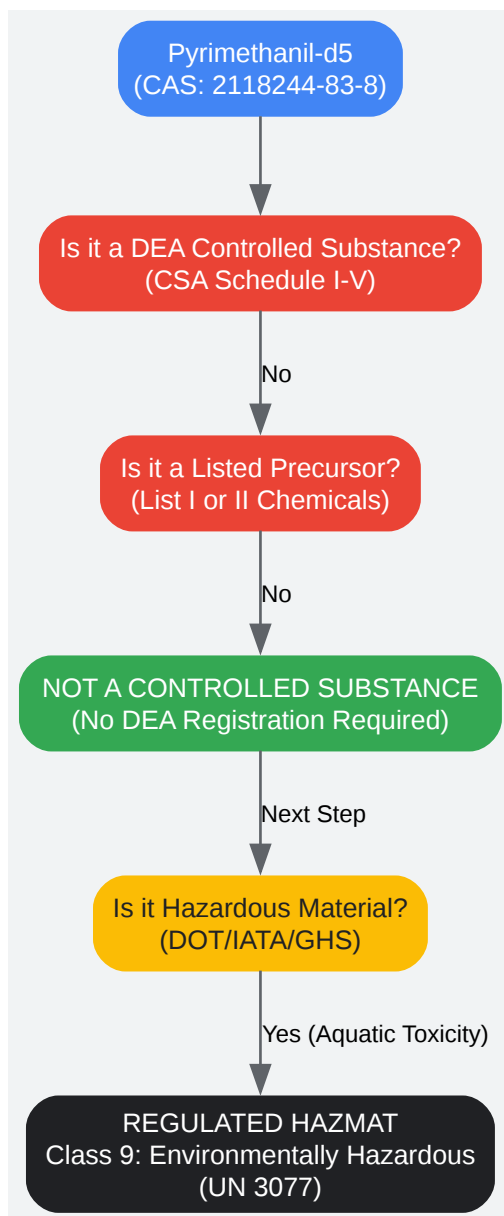 Pyrimethanil-d5
(CAS: 2118244-83-8)
Is it a DEA Controlled Substance?
(CSA Schedule I-V)
No
Is it a Listed Precursor?
(List I or II Chemicals)
No
NOT A CONTROLLED SUBSTANCE
(No DEA Registration Required)
Next Step
Is it Hazardous Material?
(DOT/IATA/GHS)
Yes (Aquatic Toxicity)
REGULATED HAZMAT
Class 9: Environmentally Hazardous
(UN 3077)